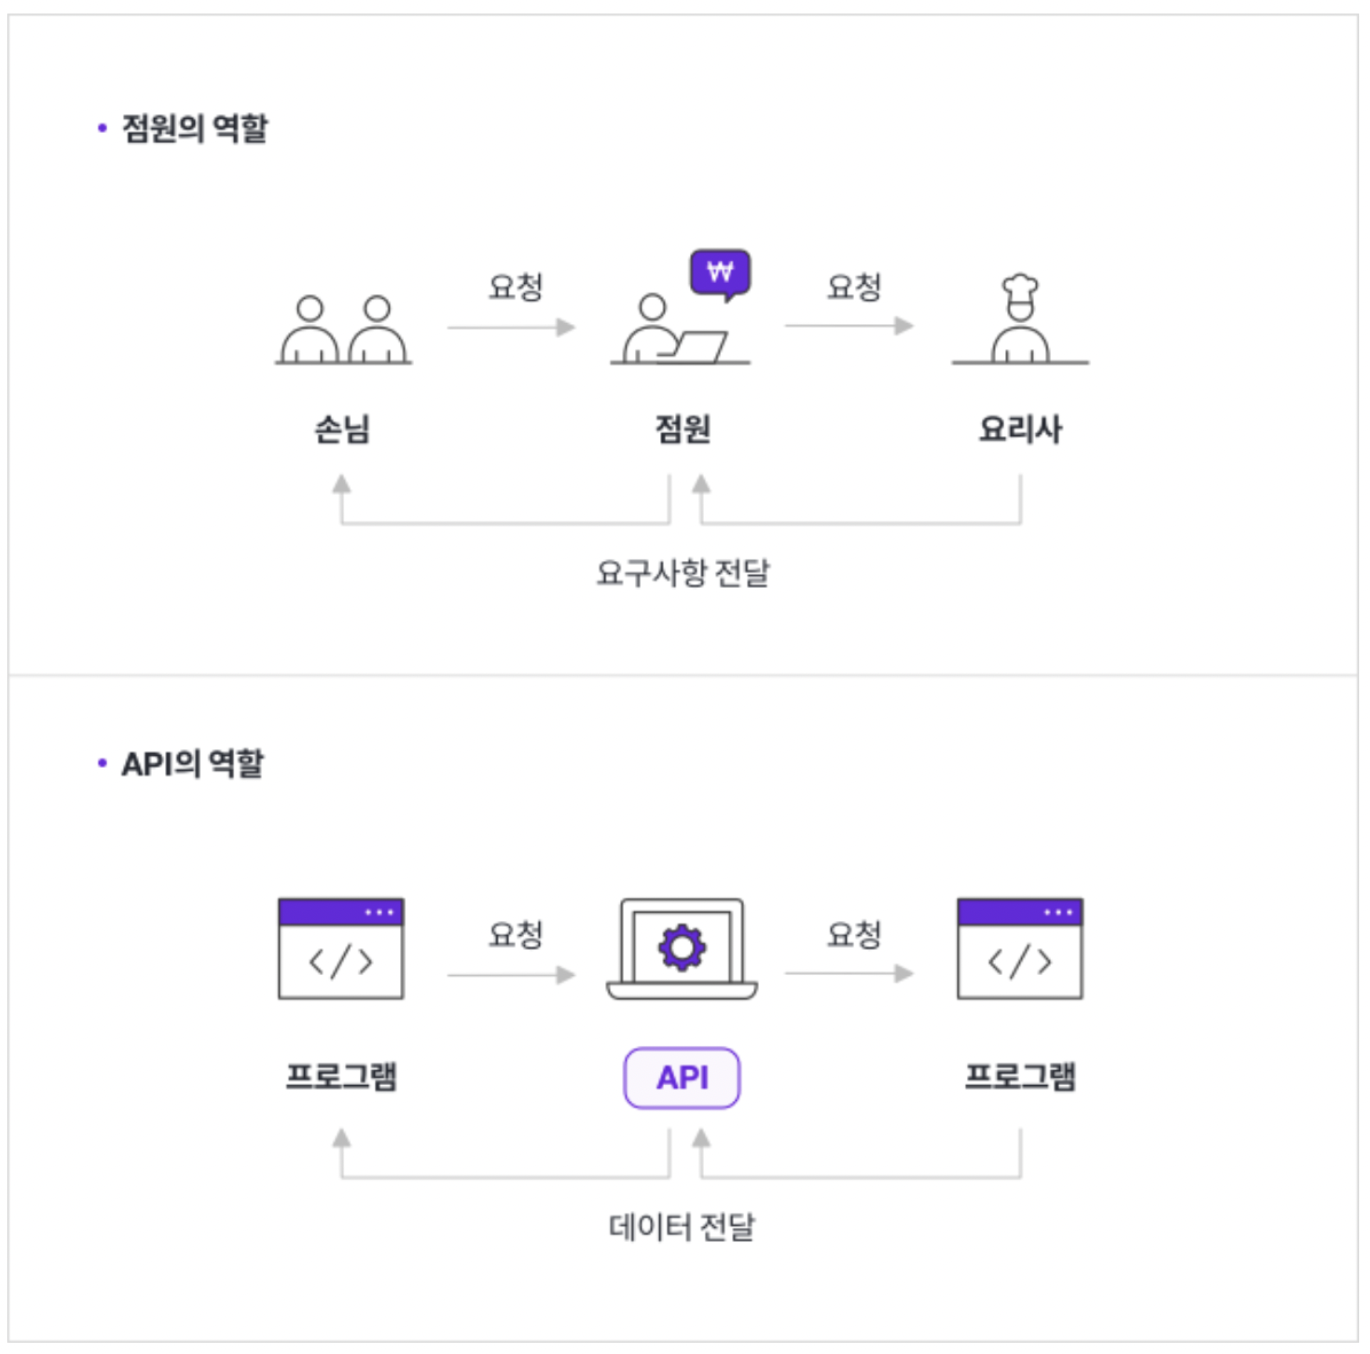 • 점원의 역할
₩
요청
요청
손님
점원
요리사
요구사항 전달
• API의 역할
요청
요청
</>
</>
프로그램
API
프로그램
데이터 전달